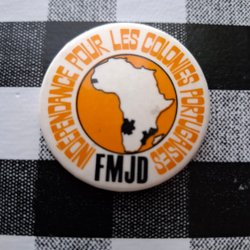 INDEPENDANCE POUR LES COLONIES PORTUGAISES
FMJD